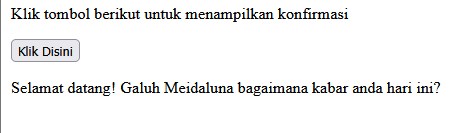 Klik tombol berikut untuk menampilkan konfirmasi
Klik Disini
Selamat datang! Galuh Meidaluna bagaimana kabar anda hari ini?